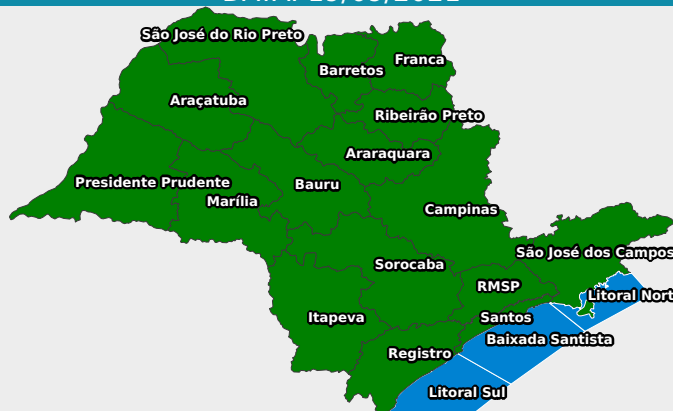 São José do Rio Preto
Franca
Barretos
Araçatuba
Ribeirão Preto
Araraquara
Presidente Prudente
Bauru
Marília
Campinas
São José dos Campos
Sorocaba
RMSP
Litoral Nort
Itapeva
Santos
Baixada Santista
Registro
Litoral Sul